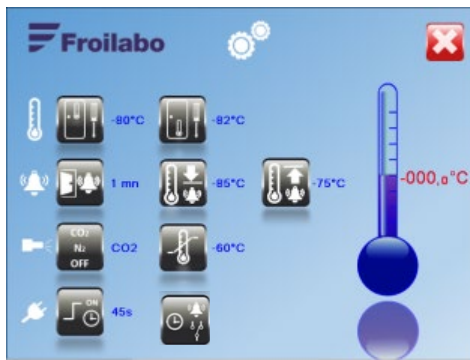 Froilabo
-80°C
-82°C
1 mn
-85°C
-75°C
-000,0°C
CO2
N2
OFF
CO2
-60°C
ON
45s